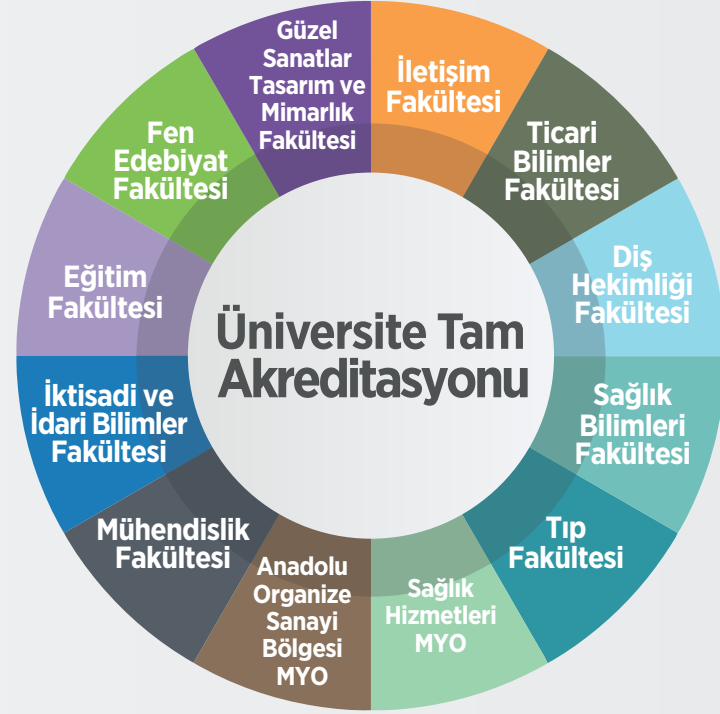 Üniversite Tam
Akreditasyonu
Güzel
Sanatlar
Tasarım ve
Mimarlık
Fakültesi
İletişim
Fakültesi
Ticari
Bilimler
Fakültesi
Diş
Hekimliği
Fakültesi
Sağlık
Bilimleri
Fakültesi
Tıp
Fakültesi
Sağlık
Hizmetleri
MYO
Anadolu
Organize
Sanayi
Bölgesi
MYO
Mühendislik
Fakültesi
İktisadi ve
İdari Bilimler
Fakültesi
Eğitim
Fakültesi
Fen
Edebiyat
Fakültesi